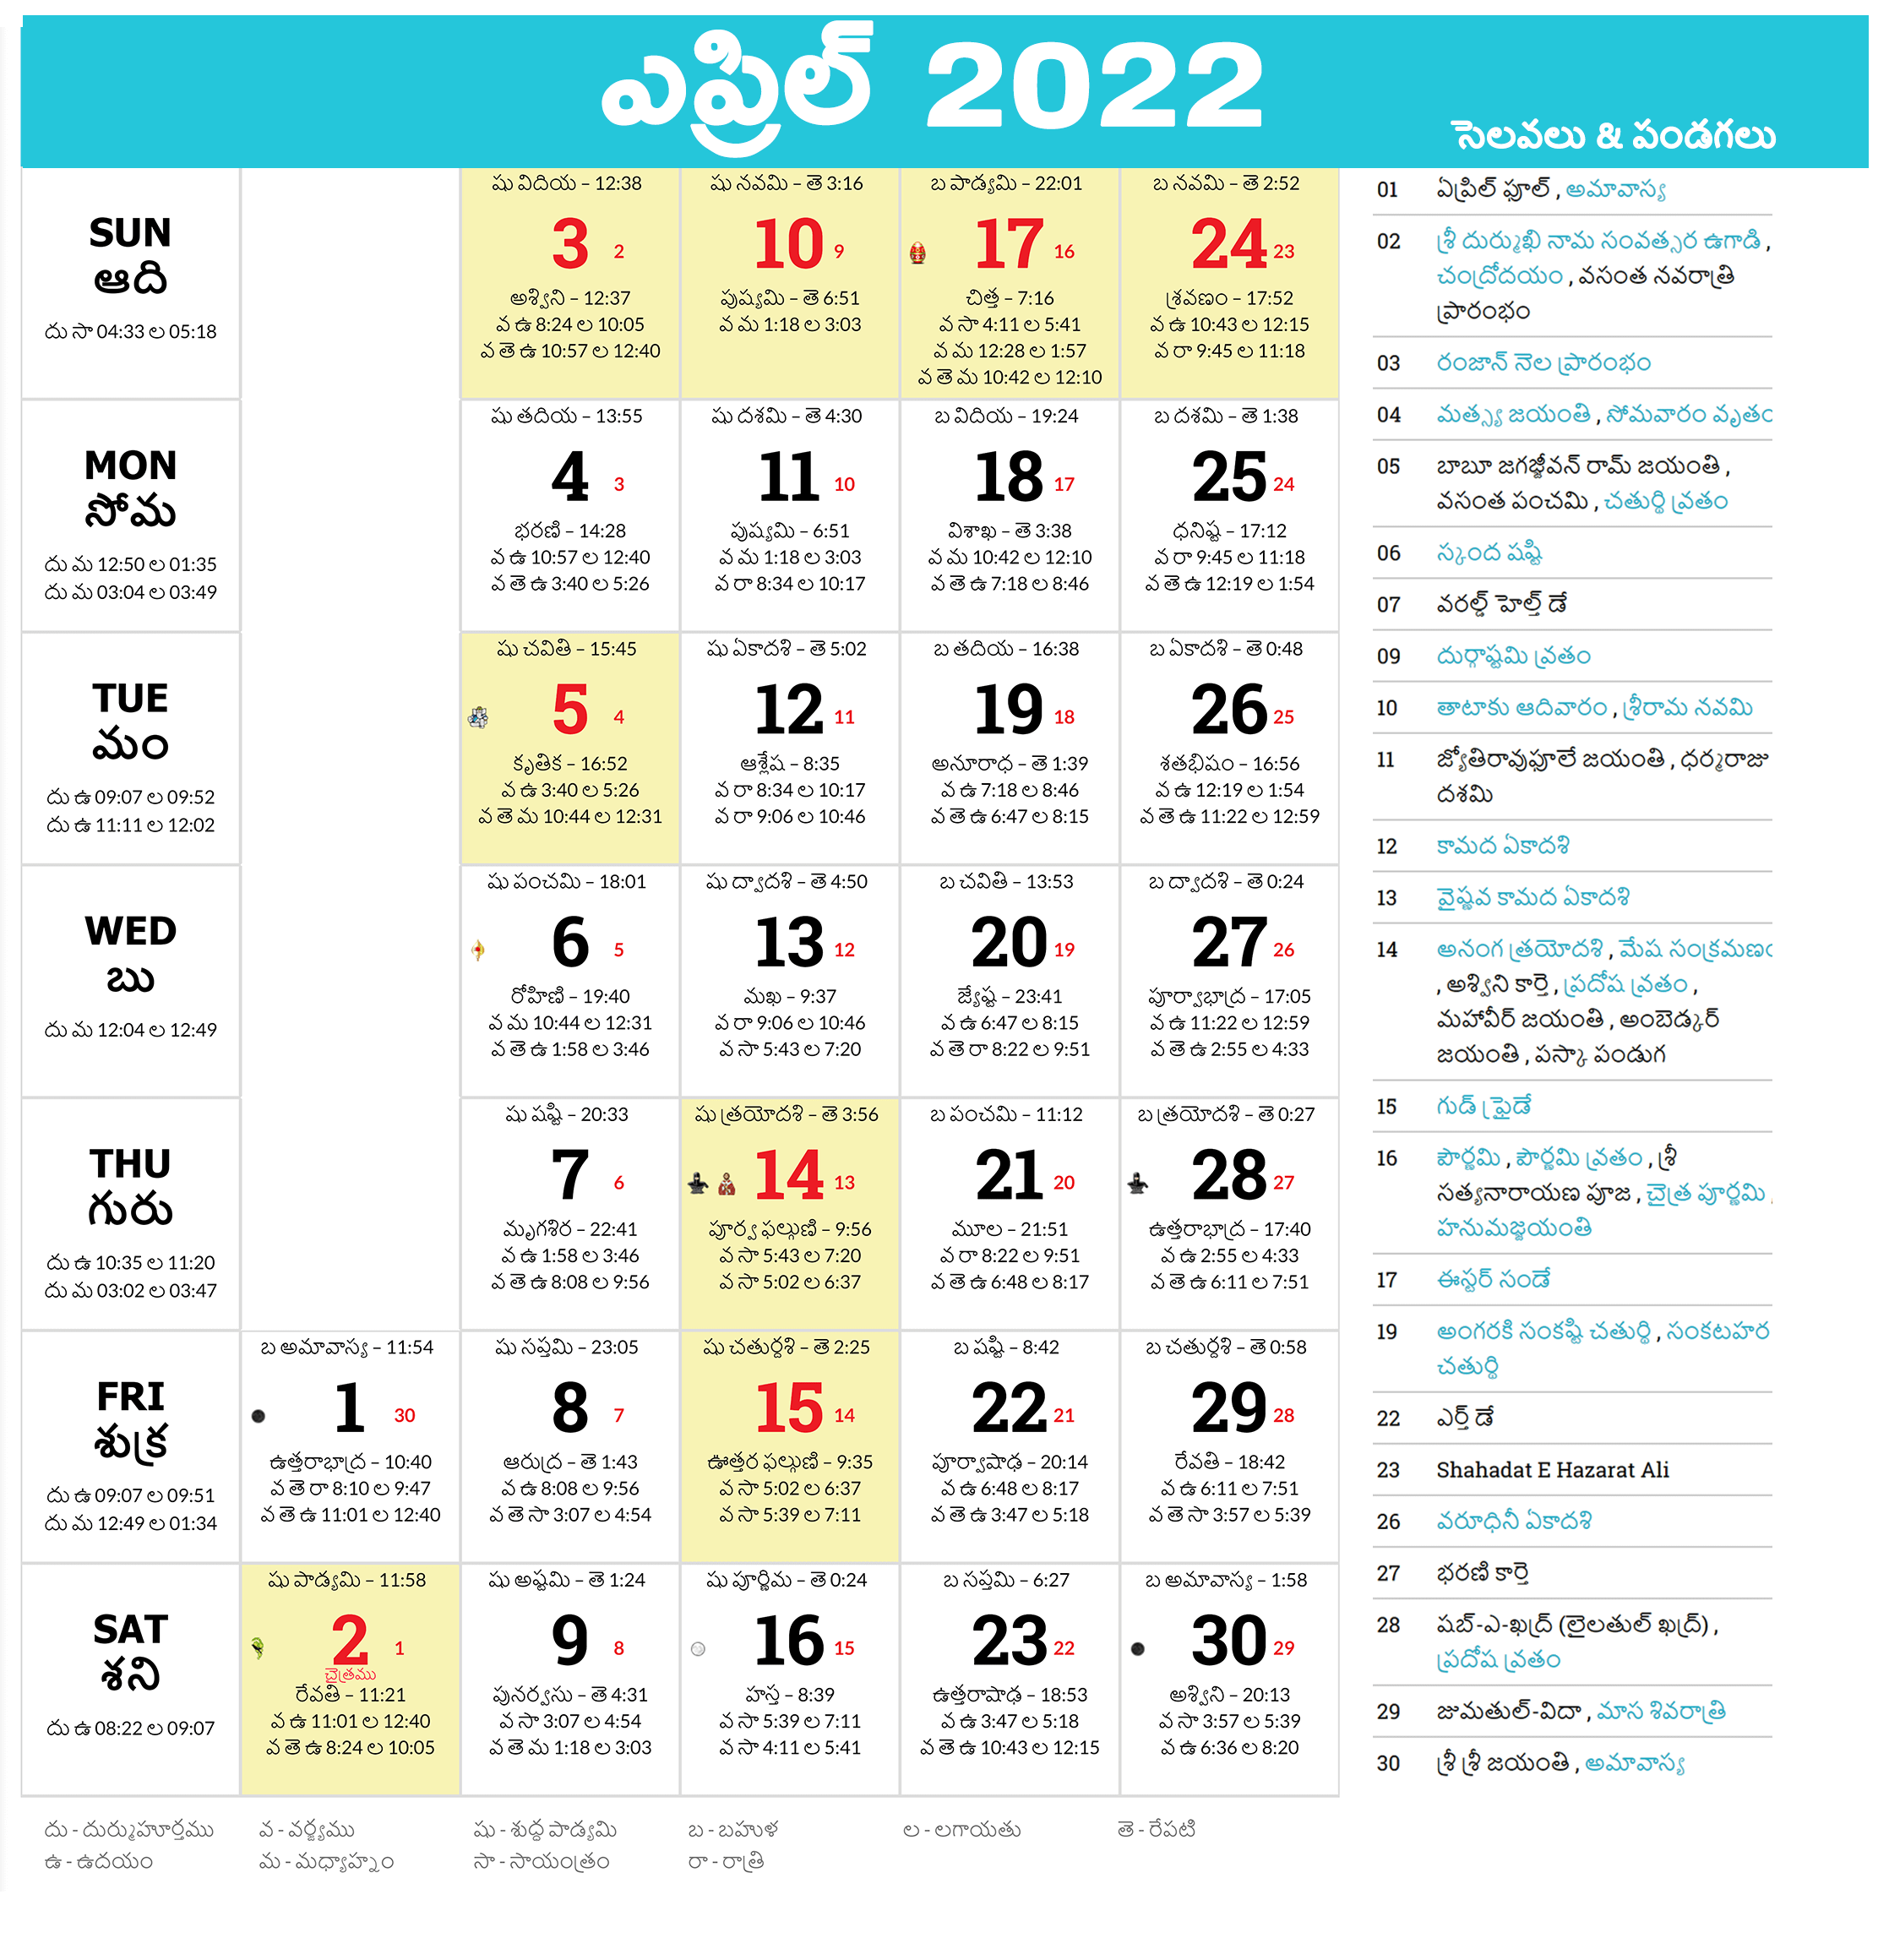 ఎప్రిల్ 2022
సెలవలు & పండగలు
SUN
ఆది
దు సా 04:33 ల 05:18
షు విదియ – 12:38
3 2
అశ్విని – 12:37
వ ఉ 8:24 ల 10:05
వ తె ఉ 10:57 ల 12:40
షు నవమి – తె 3:16
10 9
పుష్యమి – తె 6:51
వ మ 1:18 ల 3:03
బ పాడ్యమి – 22:01
17 16
చిత్త – 7:16
వ సా 4:11 ల 5:41
వ మ 12:28 ల 1:57
వ తె మ 10:42 ల 12:10
బ నవమి – తె 2:52
24 23
శ్రవణం – 17:52
వ ఉ 10:43 ల 12:15
వ రా 9:45 ల 11:18
MON
సోమ
దు మ 12:50 ల 01:35
దు మ 03:04 ల 03:49
షు తదియ – 13:55
4 3
భరణి – 14:28
వ ఉ 10:57 ల 12:40
వ తె ఉ 3:40 ల 5:26
షు దశమి – తె 4:30
11 10
పుష్యమి – 6:51
వ మ 1:18 ల 3:03
వ రా 8:34 ల 10:17
బ విదియ – 19:24
18 17
విశాఖ – తె 3:38
వ మ 10:42 ల 12:10
వ తె ఉ 7:18 ల 8:46
బ దశమి – తె 1:38
25 24
ధనిష్ట – 17:12
వ రా 9:45 ల 11:18
వ తె ఉ 12:19 ల 1:54
TUE
మం
దు ఉ 09:07 ల 09:52
దు ఉ 11:11 ల 12:02
షు చవితి – 15:45
5 4
కృతిక – 16:52
వ ఉ 3:40 ల 5:26
వ తె మ 10:44 ల 12:31
షు ఏకాదశి – తె 5:02
12 11
ఆశ్లేష – 8:35
వ రా 8:34 ల 10:17
వ రా 9:06 ల 10:46
బ తదియ – 16:38
19 18
అనూరాధ – తె 1:39
వ ఉ 7:18 ల 8:46
వ తె ఉ 6:47 ల 8:15
బ ఏకాదశి – తె 0:48
26 25
శతభిషం – 16:56
వ ఉ 12:19 ల 1:54
వ తె ఉ 11:22 ల 12:59
WED
బు
దు మ 12:04 ల 12:49
షు పంచమి – 18:01
6 5
రోహిణి – 19:40
వ మ 10:44 ల 12:31
వ తె ఉ 1:58 ల 3:46
షు ద్వాదశి – తె 4:50
13 12
మఖ – 9:37
వ రా 9:06 ల 10:46
వ సా 5:43 ల 7:20
బ చవితి – 13:53
20 19
జ్యేష్ట – 23:41
వ ఉ 6:47 ల 8:15
వ తె రా 8:22 ల 9:51
బ ద్వాదశి – తె 0:24
27 26
పూర్వాభాద్ర – 17:05
వ ఉ 11:22 ల 12:59
వ తె ఉ 2:55 ల 4:33
THU
గురు
దు ఉ 10:35 ల 11:20
దు మ 03:02 ల 03:47
షు షష్టి – 20:33
7 6
మృగశిర – 22:41
వ ఉ 1:58 ల 3:46
వ తె ఉ 8:08 ల 9:56
షు త్రయోదశి – తె 3:56
14 13
పూర్వ ఫల్గుణి – 9:56
వ సా 5:43 ల 7:20
వ సా 5:02 ల 6:37
బ పంచమి – 11:12
21 20
మూల – 21:51
వ రా 8:22 ల 9:51
వ తె ఉ 6:48 ల 8:17
బ త్రయోదశి – తె 0:27
28 27
ఉత్తరాభాద్ర – 17:40
వ ఉ 2:55 ల 4:33
వ తె ఉ 6:11 ల 7:51
FRI
శుక్ర
దు ఉ 09:07 ల 09:51
దు మ 12:49 ల 01:34
బ అమావాస్య – 11:54
1 30
ఉత్తరాభాద్ర – 10:40
వ తె రా 8:10 ల 9:47
వ తె ఉ 11:01 ల 12:40
షు సప్తమి – 23:05
8 7
ఆరుద్ర – తె 1:43
వ ఉ 8:08 ల 9:56
వ తె సా 3:07 ల 4:54
షు చతుర్దశి – తె 2:25
15 14
ఊత్తర ఫల్గుణి – 9:35
వ సా 5:02 ల 6:37
వ సా 5:39 ల 7:11
బ షష్టి – 8:42
22 21
పూర్వాషాఢ – 20:14
వ ఉ 6:48 ల 8:17
వ తె ఉ 3:47 ల 5:18
బ చతుర్దశి – తె 0:58
29 28
రేవతి – 18:42
వ ఉ 6:11 ల 7:51
వ తె సా 3:57 ల 5:39
SAT
శని
దు ఉ 08:22 ల 09:07
షు పాడ్యమి – 11:58
2 1
చైత్రము
రేవతి – 11:21
వ ఉ 11:01 ల 12:40
వ తె ఉ 8:24 ల 10:05
షు అష్టమి – తె 1:24
9 8
పునర్వసు – తె 4:31
వ సా 3:07 ల 4:54
వ తె మ 1:18 ల 3:03
షు పూర్ణిమ – తె 0:24
16 15
హస్త – 8:39
వ సా 5:39 ల 7:11
వ సా 4:11 ల 5:41
బ సప్తమి – 6:27
23 22
ఉత్తరాషాఢ – 18:53
వ ఉ 3:47 ల 5:18
వ తె ఉ 10:43 ల 12:15
బ అమావాస్య – 1:58
30 29
అశ్విని – 20:13
వ సా 3:57 ల 5:39
వ ఉ 6:36 ల 8:20
దు - దుర్ముహూర్తము వ - వర్జ్యము షు - శుద్ధ పాడ్యమి బ - బహుళ ల - లగాయతు తె - రేపటి
ఉ - ఉదయం మ - మధ్యాహ్నం సా - సాయంత్రం రా - రాత్రి
01 ఏప్రిల్ ఫూల్ , అమావాస్య
02 శ్రీ దుర్ముఖి నామ సంవత్సర ఉగాడి ,
చంద్రోదయం , వసంత నవరాత్రి
ప్రారంభం
03 రంజాన్ నెల ప్రారంభం
04 మత్స్య జయంతి , సోమవారం వృతం
05 బాబూ జగజ్జీవన్ రామ్ జయంతి ,
వసంత పంచమి , చతుర్థి వ్రతం
06 స్కంద షష్టి
07 వరల్డ్ హెల్త్ డే
09 దుర్గాష్టమి వ్రతం
10 తాటాకు ఆదివారం , శ్రీరామ నవమి
11 జ్యోతిరావుఫూలే జయంతి , ధర్మరాజు
దశమి
12 కామద ఏకాదశి
13 వైష్ణవ కామద ఏకాదశి
14 అనంగ త్రయోదశి , మేష సంక్రమణం
, అశ్విని కార్తె , ప్రదోష వ్రతం ,
మహావీర్ జయంతి , అంబెడ్కర్
జయంతి , పస్కా పండుగ
15 గుడ్ ఫ్రైడే
16 పౌర్ణమి , పౌర్ణమి వ్రతం , శ్రీ
సత్యనారాయణ పూజ , చైత్ర పూర్ణమి ,
హనుమజ్జయంతి
17 ఈస్టర్ సండే
19 అంగరకి సంకష్టి చతుర్థి , సంకటహర
చతుర్థి
22 ఎర్త్ డే
23 Shahadat E Hazarat Ali
26 వరూధినీ ఏకాదశి
27 భరణి కార్తె
28 షబ్-ఎ-ఖద్ర్ (లైలతుల్ ఖద్ర్) ,
ప్రదోష వ్రతం
29 జుమతుల్-విదా , మాస శివరాత్రి
30 శ్రీ శ్రీ జయంతి , అమావాస్య